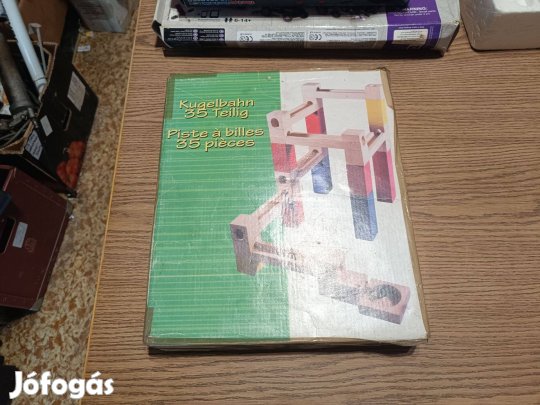 Kugelbahn
35 Teilig
Piste à billes
35 pièces
Jófogás